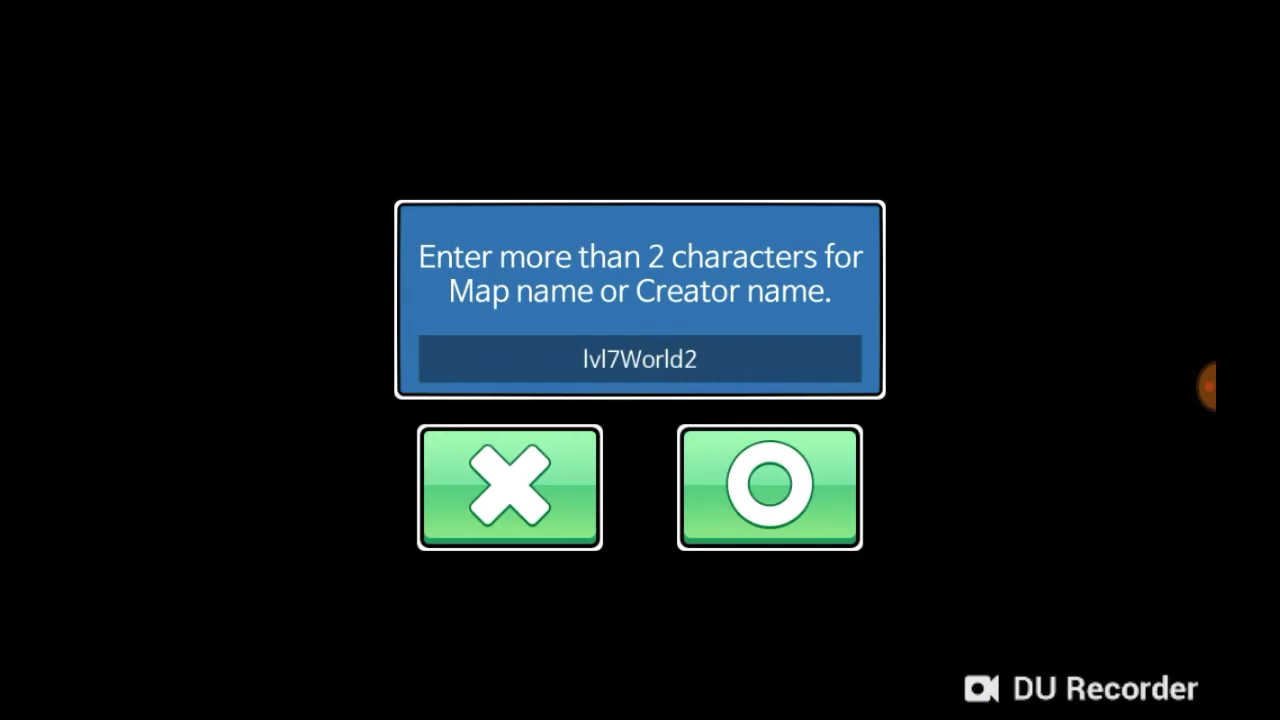 Enter more than 2 characters for
Map name or Creator name.
lvl7World2
DU Recorder